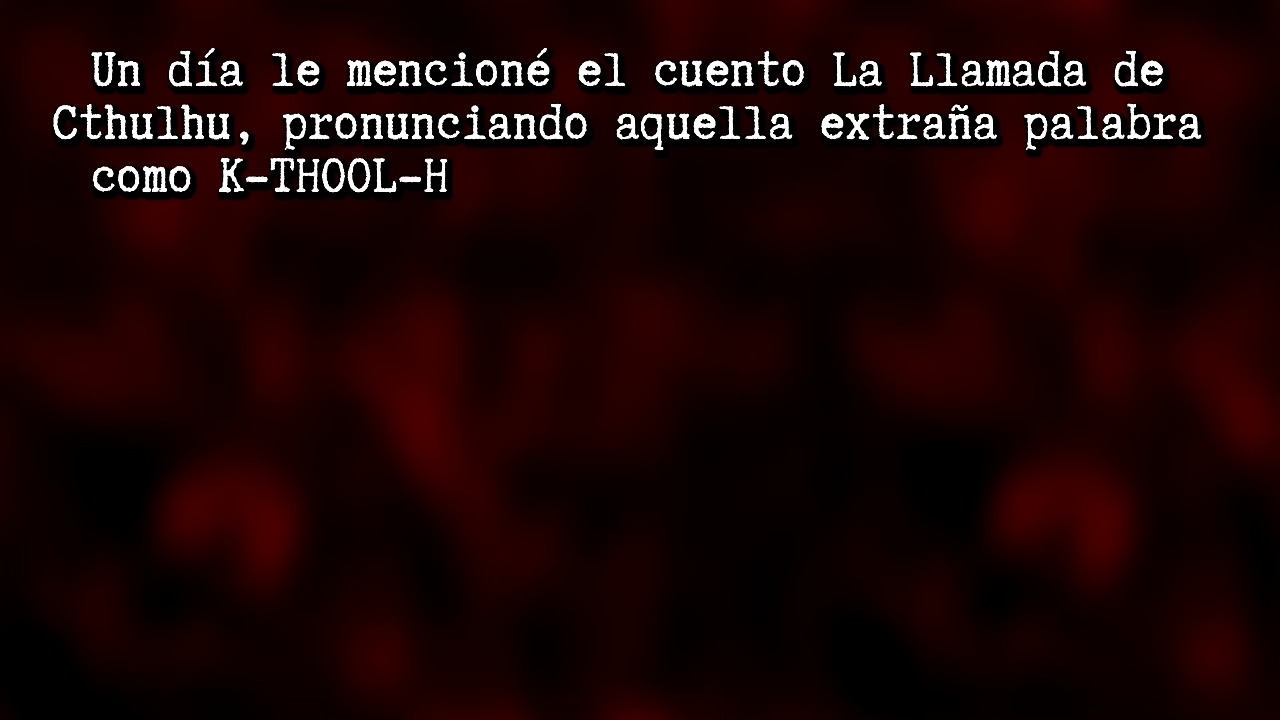 Un día le mencioné el cuento La Llamada de
Cthulhu, pronunciando aquella extraña palabra
como K-THOOL-H